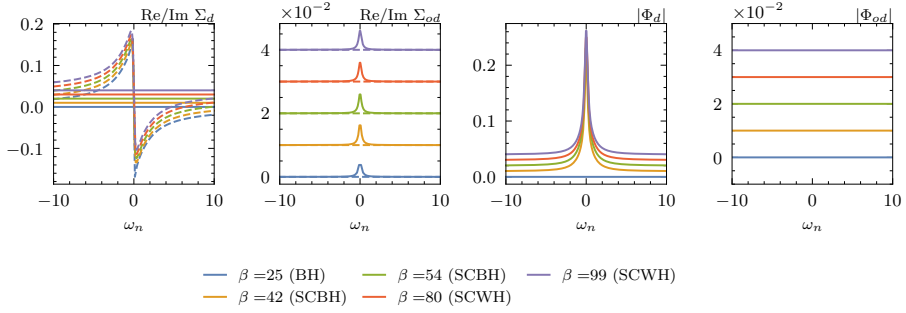 Re/Im Σ_d
0.2
0.1
0.0
−0.1
−10
0
10
ω_n
×10^−2
Re/Im Σ_od
4
2
0
−10
0
10
ω_n
|Φ_d|
0.2
0.1
0.0
−10
0
10
ω_n
×10^−2
|Φ_od|
4
2
0
−10
0
10
ω_n
β =25 (BH)
β =42 (SCBH)
β =54 (SCBH)
β =80 (SCWH)
β =99 (SCWH)